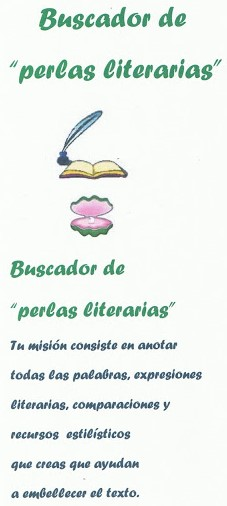 Buscador de
“perlas literarias”
Buscador de
“perlas literarias”
Tu misión consiste en anotar
todas las palabras, expresiones
literarias, comparaciones y
recursos estilísticos
que creas que ayudan
a embellecer el texto.